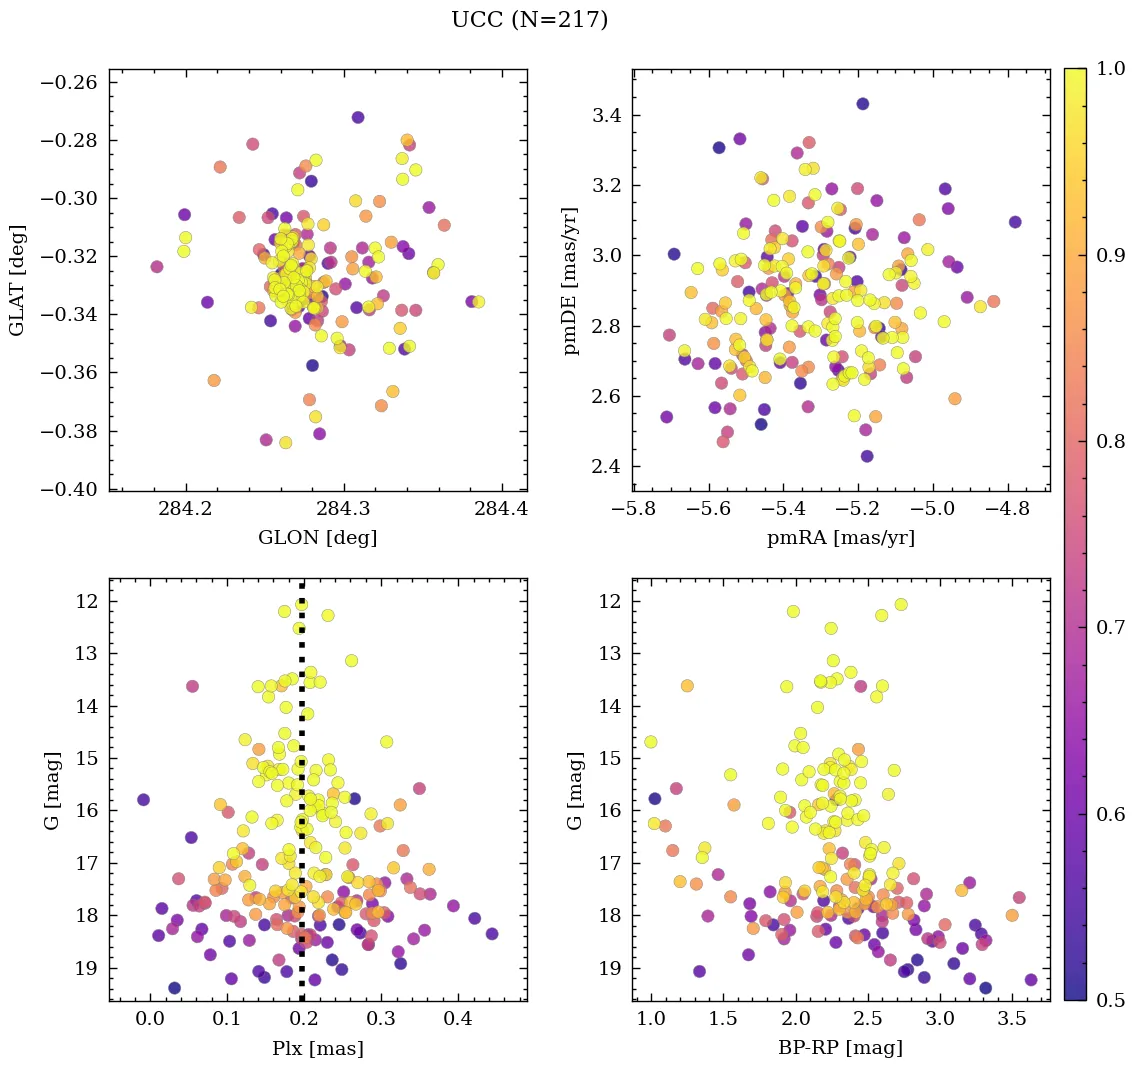 UCC (N=217)
−0.26
−0.28
−0.30
−0.32
−0.34
−0.36
−0.38
−0.40
GLAT [deg]
284.2 284.3 284.4
GLON [deg]
3.4
3.2
3.0
2.8
2.6
2.4
pmDE [mas/yr]
−5.8 −5.6 −5.4 −5.2 −5.0 −4.8
pmRA [mas/yr]
12
13
14
15
16
17
18
19
G [mag]
0.0 0.1 0.2 0.3 0.4
Plx [mas]
12
13
14
15
16
17
18
19
G [mag]
1.0 1.5 2.0 2.5 3.0 3.5
BP-RP [mag]
1.0
0.9
0.8
0.7
0.6
0.5